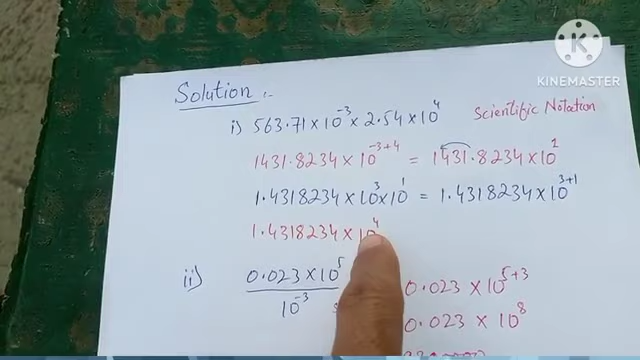 KINEMASTER
Solution :-
Scientific Notation
i) 563.71 × 10⁻³ × 2.54 × 10⁴
1431.8234 × 10⁻³⁺⁴ = 1431.8234 × 10¹
1.4318234 × 10³ × 10¹ = 1.4318234 × 10³⁺¹
1.4318234 × 10⁴
ii) 0.023 × 10⁵ / 10⁻³ 0.023 × 10⁵⁺³
0.023 × 10⁸